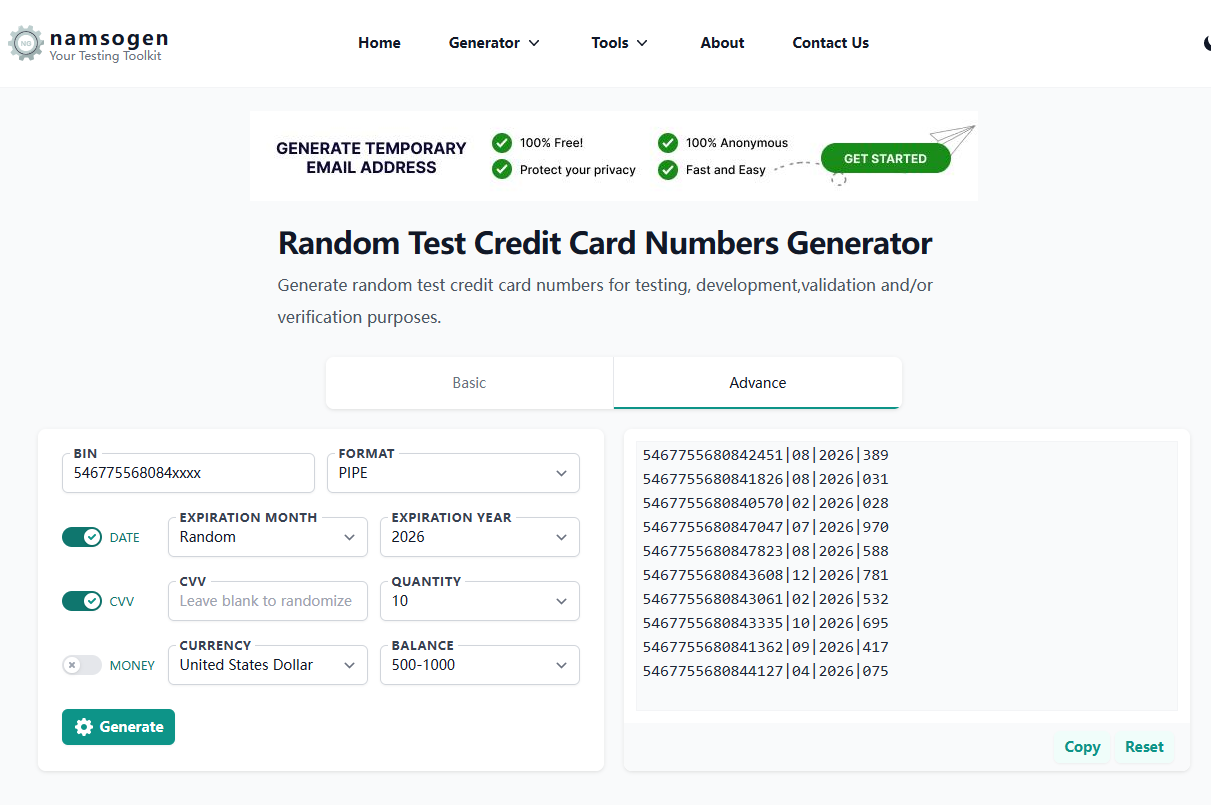 NG
namsogen
Your Testing Toolkit
Home Generator Tools About Contact Us
GENERATE TEMPORARY
EMAIL ADDRESS
100% Free!
Protect your privacy
100% Anonymous
Fast and Easy
GET STARTED
Random Test Credit Card Numbers Generator
Generate random test credit card numbers for testing, development,validation and/or
verification purposes.
Basic Advance
BIN
546775568084xxxx
FORMAT
PIPE
DATE
EXPIRATION MONTH
Random
EXPIRATION YEAR
2026
CVV
CVV
Leave blank to randomize
QUANTITY
10
MONEY
CURRENCY
United States Dollar
BALANCE
500-1000
Generate
5467755680842451|08|2026|389
5467755680841826|08|2026|031
5467755680840570|02|2026|028
5467755680847047|07|2026|970
5467755680847823|08|2026|588
5467755680843608|12|2026|781
5467755680843061|02|2026|532
5467755680843335|10|2026|695
5467755680841362|09|2026|417
5467755680844127|04|2026|075
Copy Reset